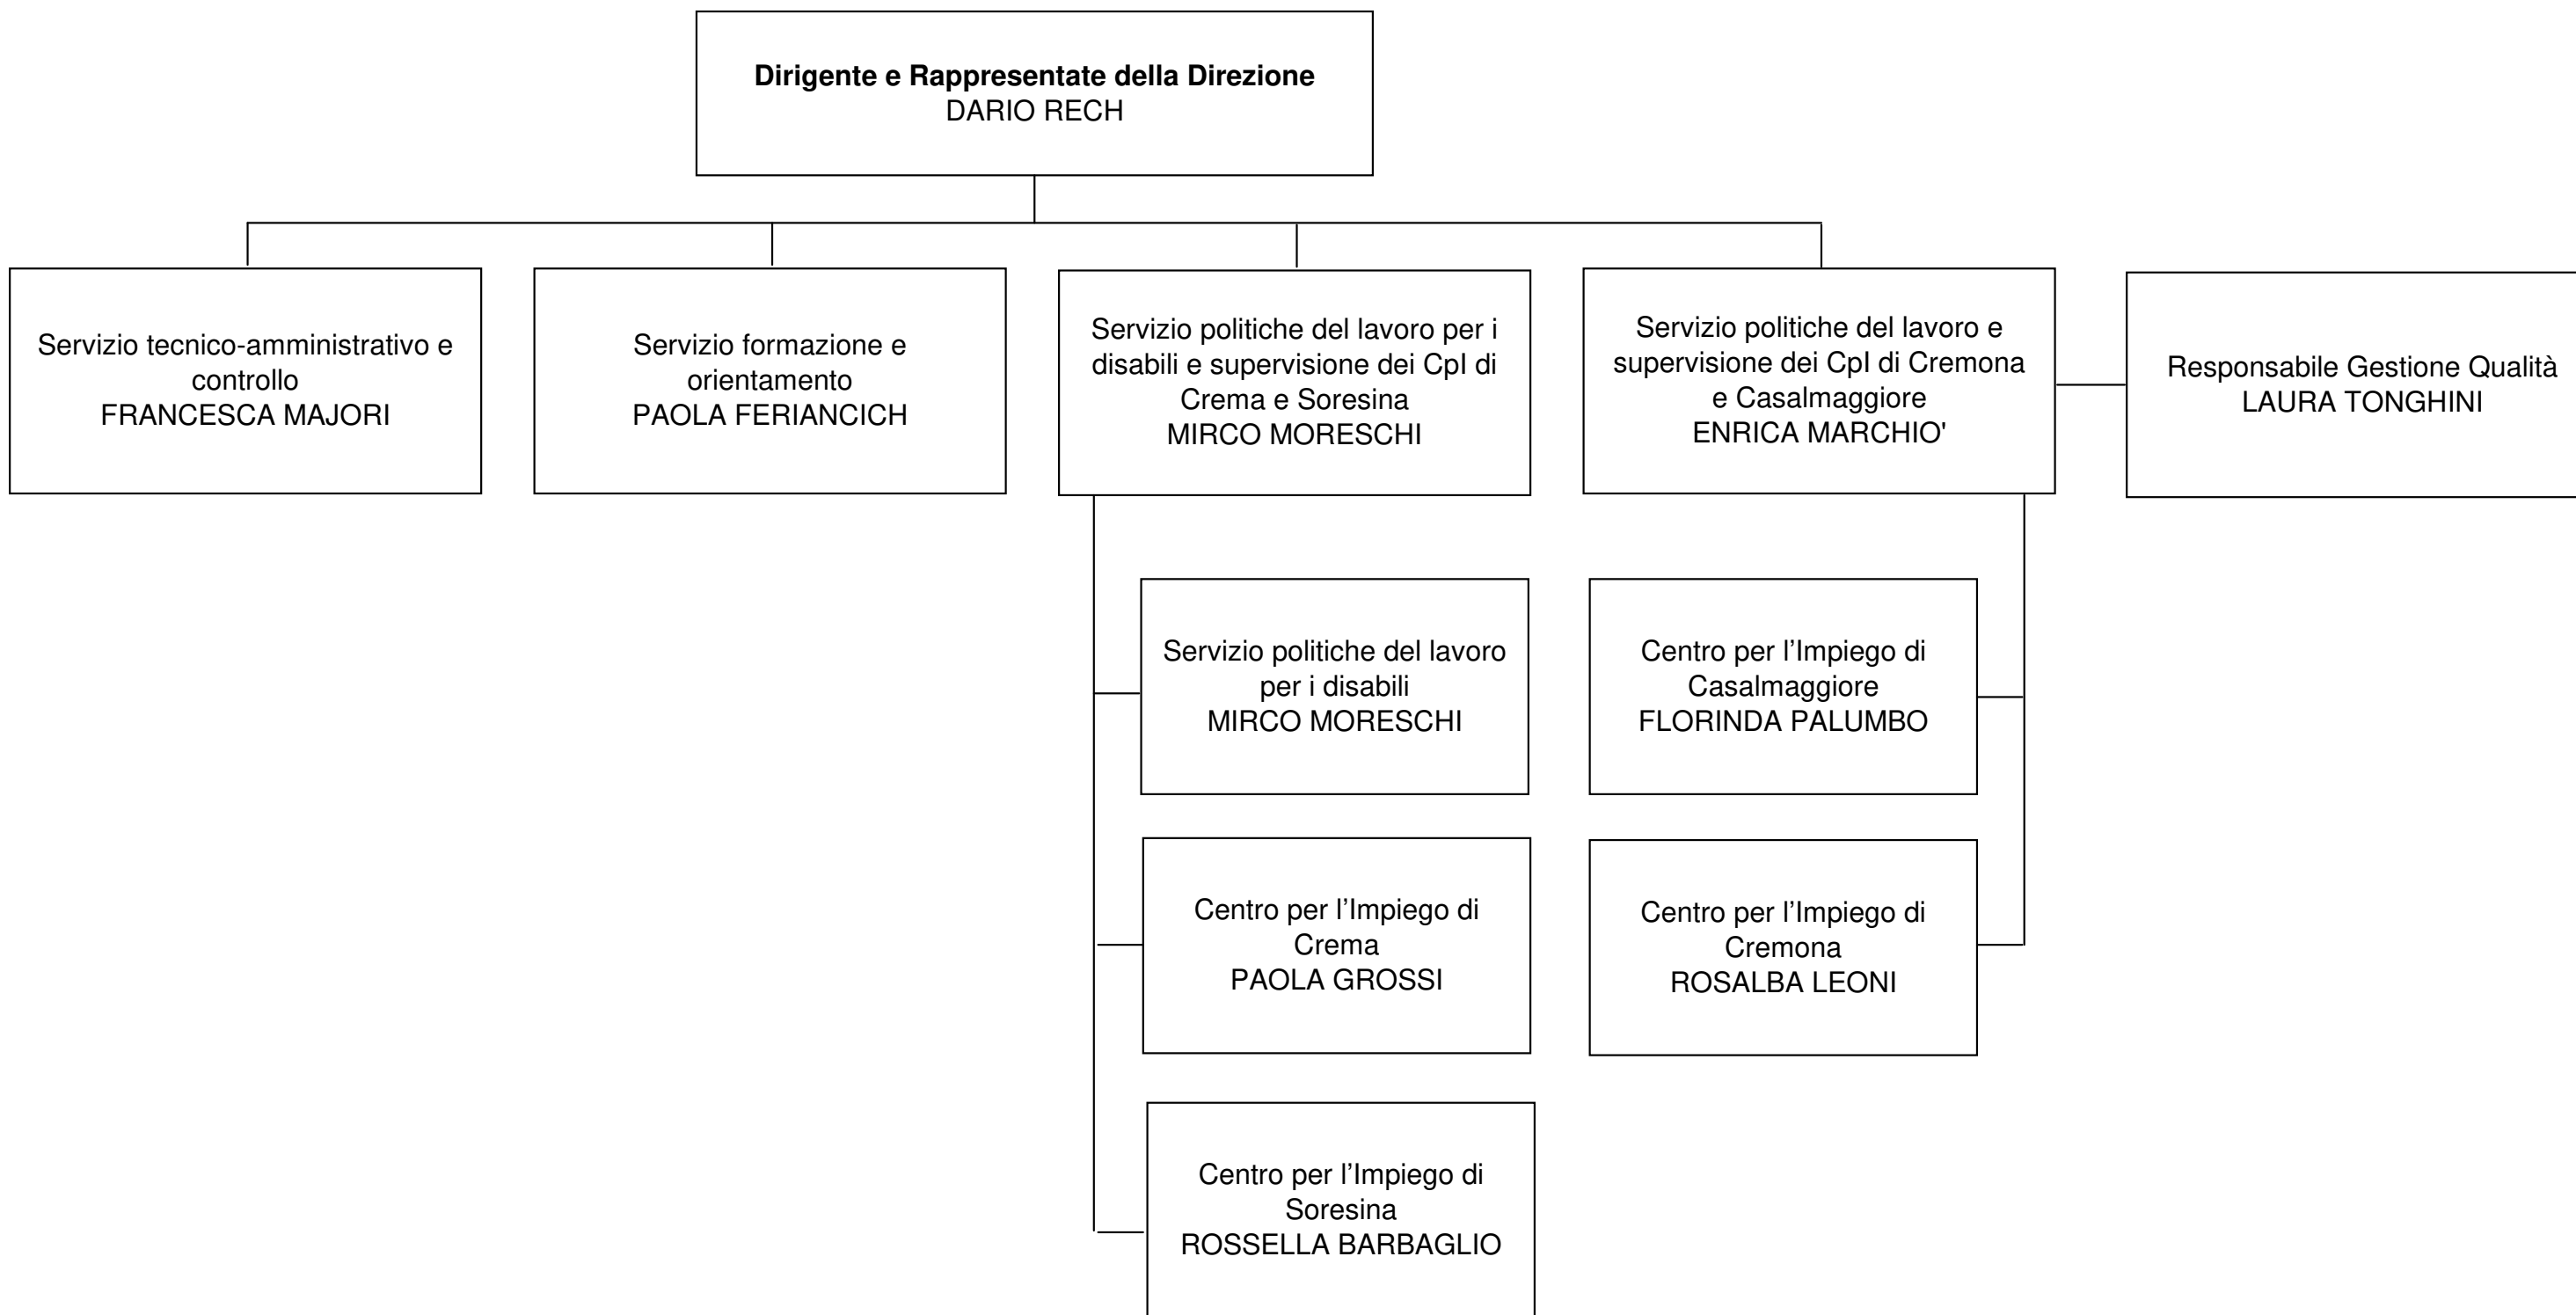 Dirigente e Rappresentate della Direzione
DARIO RECH
Servizio tecnico-amministrativo e
controllo
FRANCESCA MAJORI
Servizio formazione e
orientamento
PAOLA FERIANCICH
Servizio politiche del lavoro per i
disabili e supervisione dei CpI di
Crema e Soresina
MIRCO MORESCHI
Servizio politiche del lavoro e
supervisione dei CpI di Cremona
e Casalmaggiore
ENRICA MARCHIO'
Responsabile Gestione Qualità
LAURA TONGHINI
Servizio politiche del lavoro
per i disabili
MIRCO MORESCHI
Centro per l’Impiego di
Casalmaggiore
FLORINDA PALUMBO
Centro per l’Impiego di
Crema
PAOLA GROSSI
Centro per l’Impiego di
Cremona
ROSALBA LEONI
Centro per l’Impiego di
Soresina
ROSSELLA BARBAGLIO